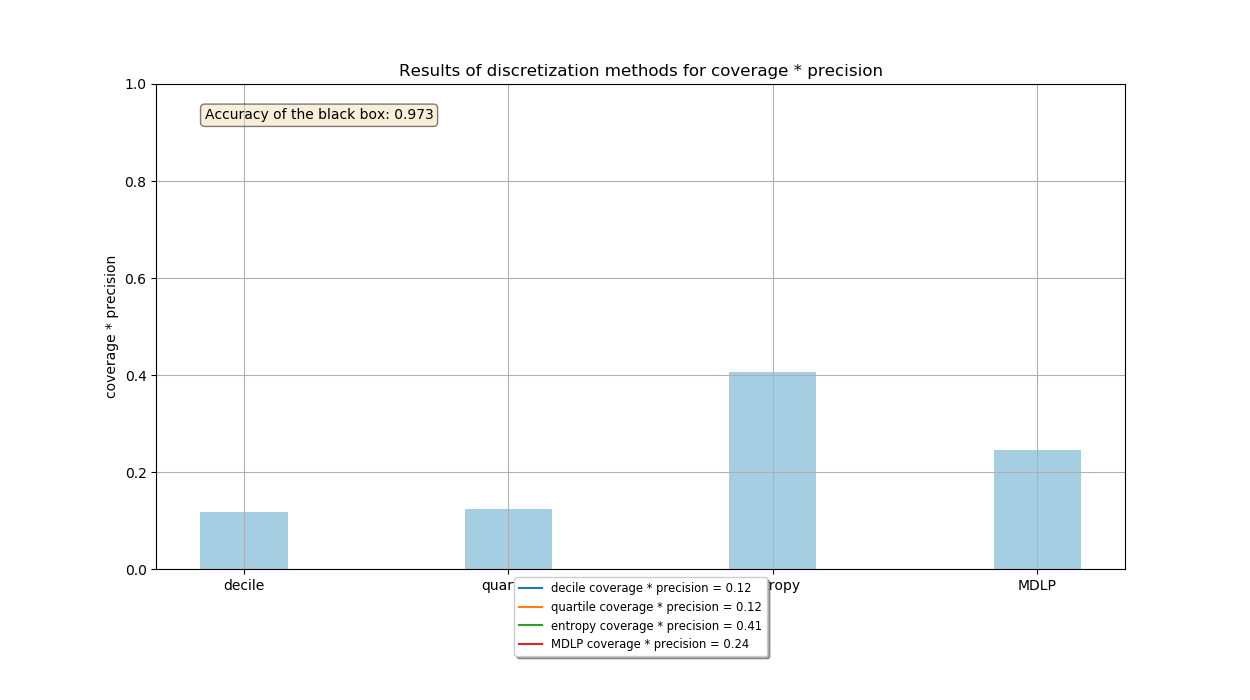 Results of discretization methods for coverage * precision
Accuracy of the black box: 0.973
coverage * precision
1.0
0.8
0.6
0.4
0.2
0.0
decile
MDLP
decile coverage * precision = 0.12
quartile coverage * precision = 0.12
entropy coverage * precision = 0.41
MDLP coverage * precision = 0.24